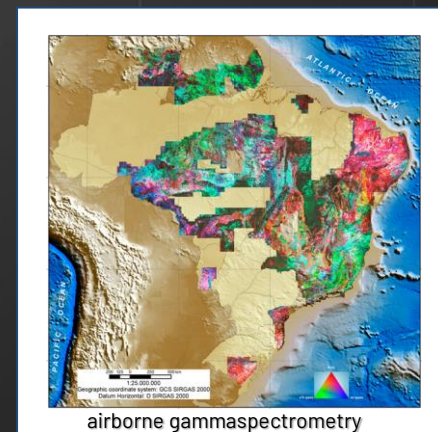 ATLANTIC OCEAN
PACIFIC OCEAN
1:25.000.000
Geographic coordinate system: GCS SIRGAS 2000
Datum Horizontal: D SIRGAS 2000
airborne gammaspectrometry